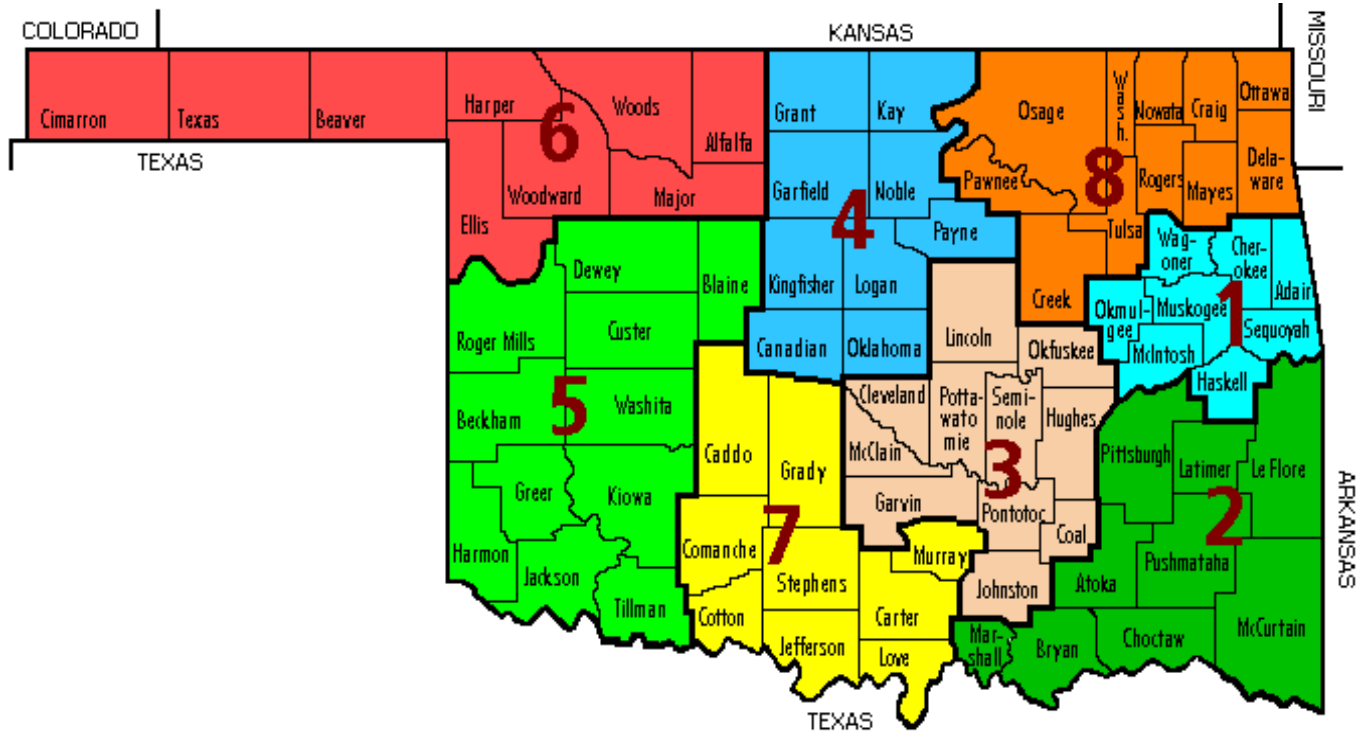 COLORADO
KANSAS
MISSOURI
Cimarron
Texas
Beaver
Harper
Woods
Alfalfa
6
Woodward
Major
Ellis
TEXAS
Grant
Kay
Garfield
Noble
4
Payne
Kingfisher
Logan
Canadian
Oklahoma
Osage
Wash.
Nowata
Craig
Ottawa
Pawnee
8
Rogers
Mayes
Dela-
ware
Tulsa
Creek
Wag-
oner
Cher-
okee
Adair
Okmul-
gee
Muskogee
1
Sequoyah
McIntosh
Haskell
Dewey
Blaine
Roger Mills
Custer
Beckham
5
Washita
Greer
Kiowa
Harmon
Jackson
Tillman
Caddo
Grady
Comanche
7
Stephens
Cotton
Jefferson
Murray
Carter
Love
Lincoln
Okfuskee
Cleveland
Potta-
wato
mie
Semi-
nole
Hughes
McClain
3
Garvin
Pontotoc
Coal
Johnston
Pittsburgh
Latimer
Le Flore
2
Atoka
Pushmataha
Mar-
shall
Bryan
Choctaw
McCurtain
ARKANSAS
TEXAS